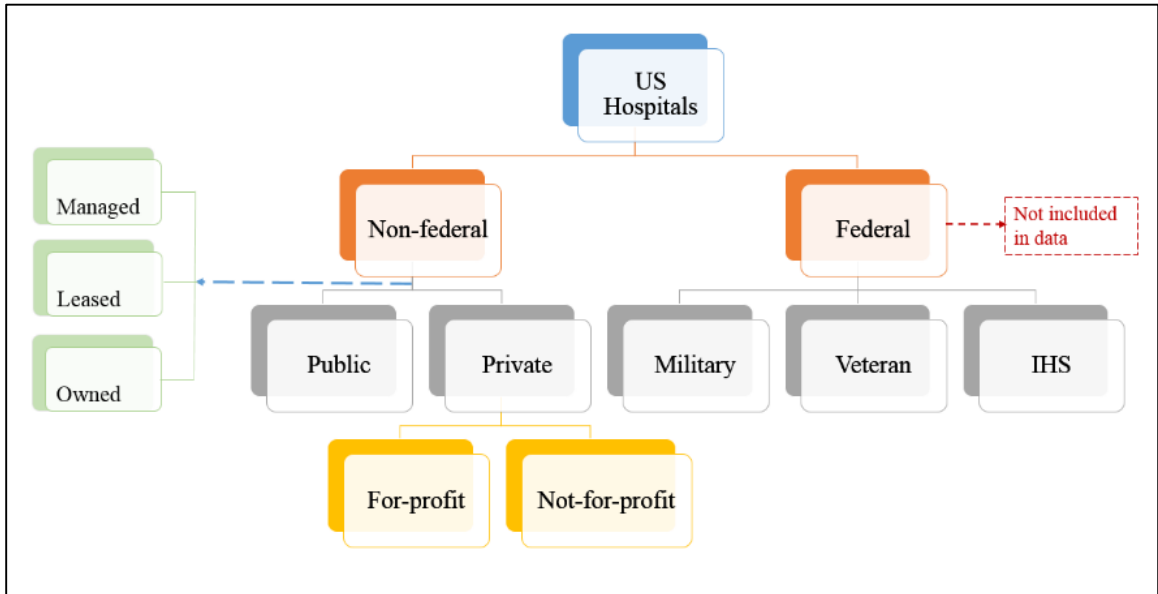 US
Hospitals
Managed
Non-federal
Federal
Not included
in data
Leased
Public
Private
Military
Veteran
IHS
Owned
For-profit
Not-for-profit